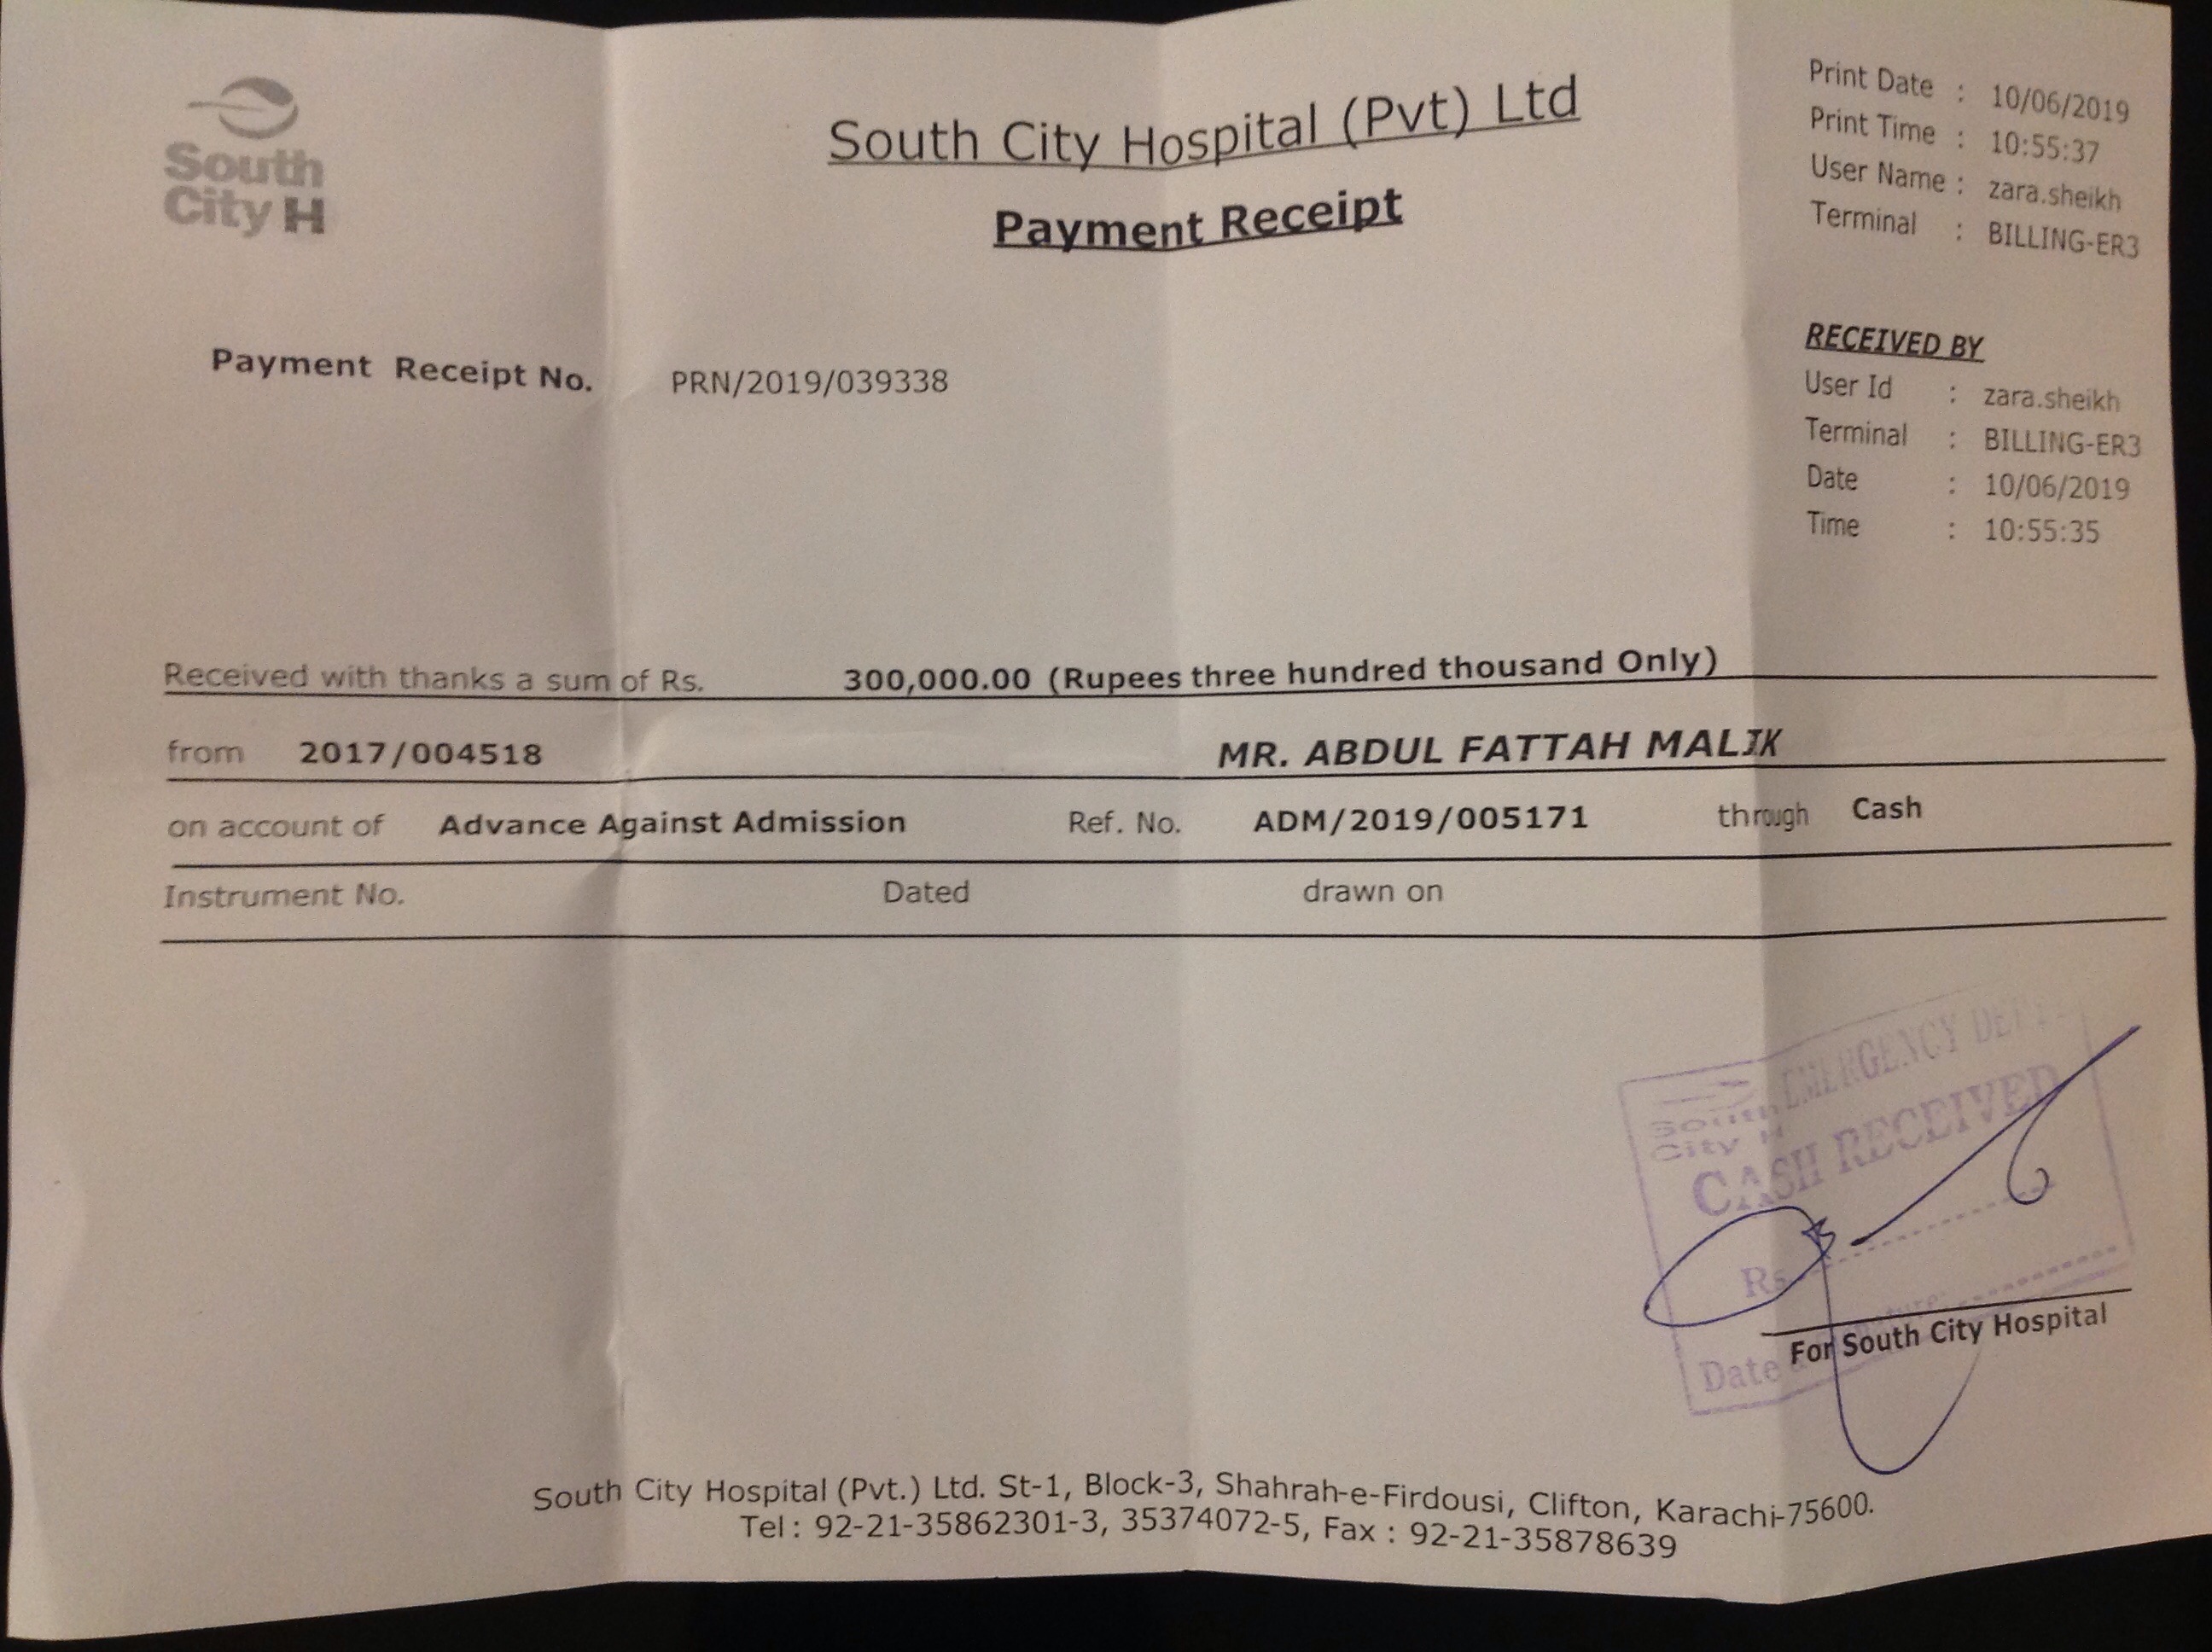 South
City H
South City Hospital (Pvt) Ltd
Payment Receipt
Print Date : 10/06/2019
Print Time : 10:55:37
User Name : zara.sheikh
Terminal : BILLING-ER3
Payment Receipt No. PRN/2019/039338
RECEIVED BY
User Id : zara.sheikh
Terminal : BILLING-ER3
Date : 10/06/2019
Time : 10:55:35
Received with thanks a sum of Rs. 300,000.00 (Rupees three hundred thousand Only)
from 2017/004518 MR. ABDUL FATTAH MALIK
on account of Advance Against Admission Ref. No. ADM/2019/005171 through Cash
Instrument No. Dated drawn on
EMERGENCY
South
City H
CASH RECEIVED
Rs
Date
For South City Hospital
South City Hospital (Pvt.) Ltd. St-1, Block-3, Shahrah-e-Firdousi, Clifton, Karachi-75600.
Tel : 92-21-35862301-3, 35374072-5, Fax : 92-21-35878639